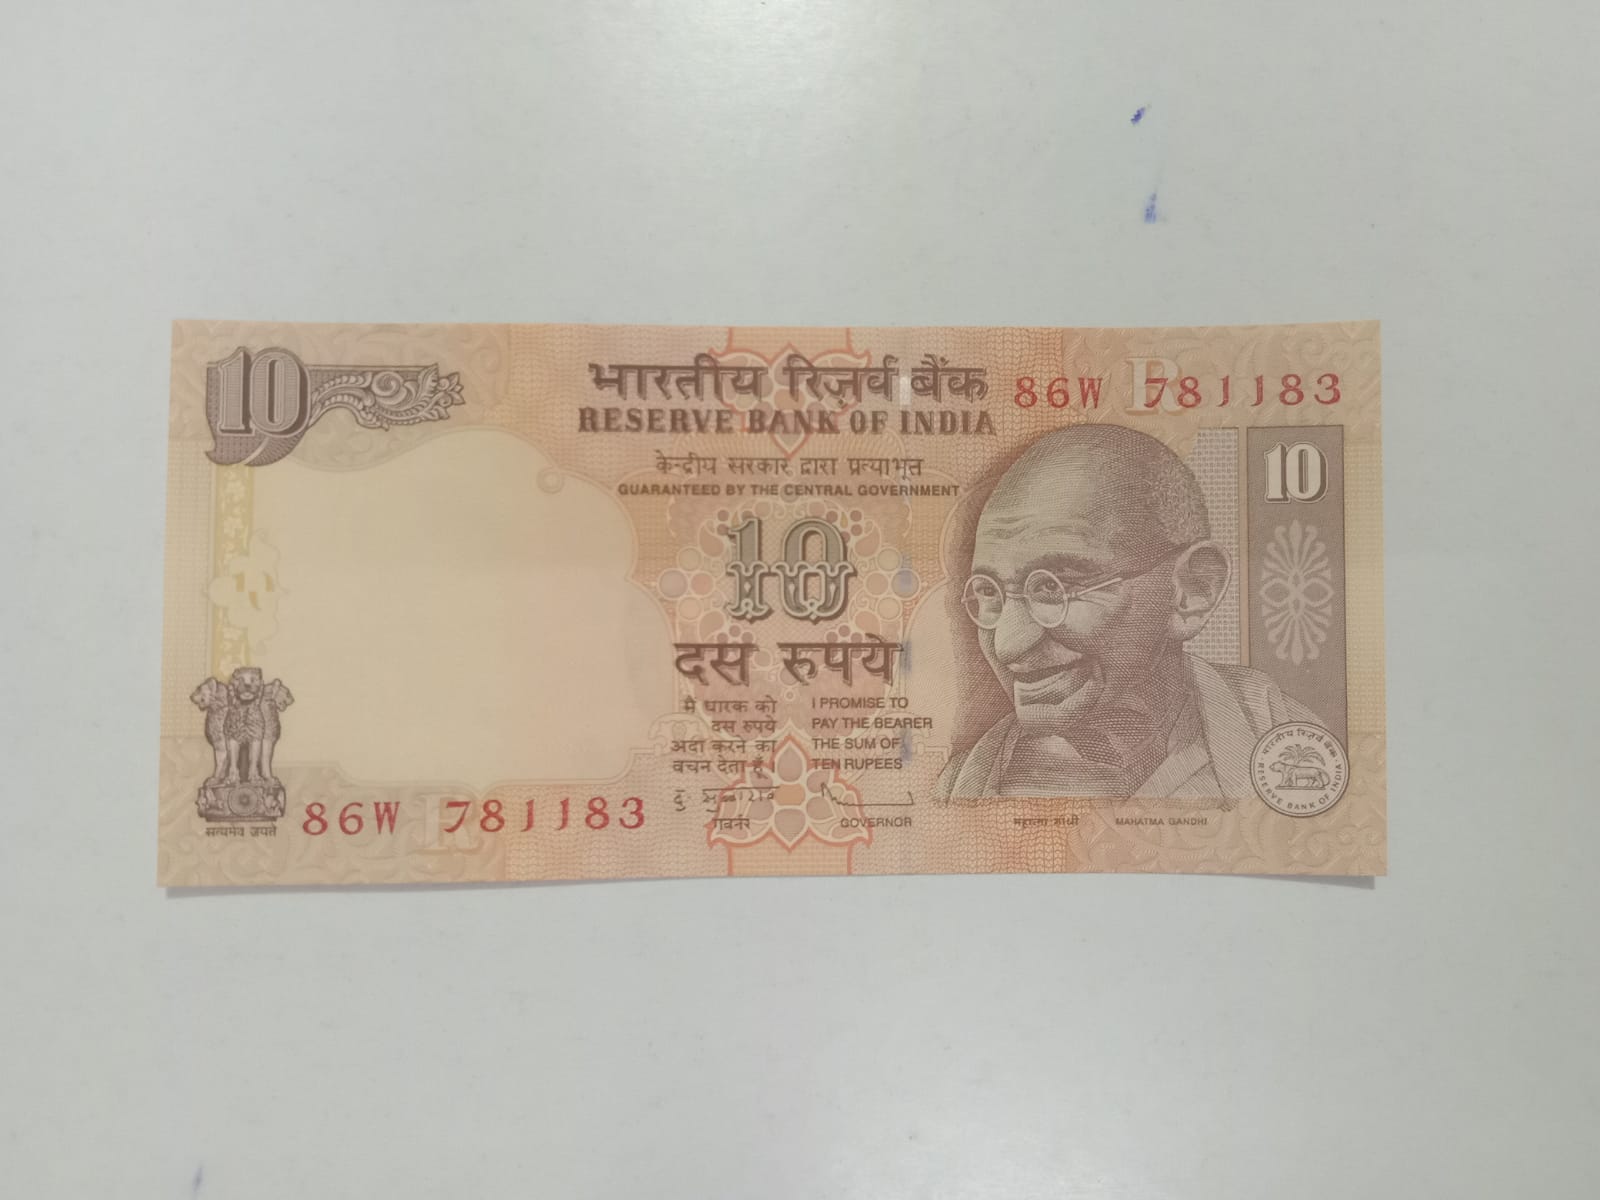 10
भारतीय रिज़र्व बैंक
RESERVE BANK OF INDIA
86W 781183
केन्द्रीय सरकार द्वारा प्रत्याभूत
GUARANTEED BY THE CENTRAL GOVERNMENT
10
10
दस रुपये
मैं धारक को
दस रुपये
अदा करने का
वचन देता हूँ।
I PROMISE TO
PAY THE BEARER
THE SUM OF
TEN RUPEES
गवर्नर
GOVERNOR
सत्यमेव जयते
86W 781183
R
R
महात्मा गांधी
MAHATMA GANDHI
भारतीय रिज़र्व बैंक
RESERVE BANK OF INDIA